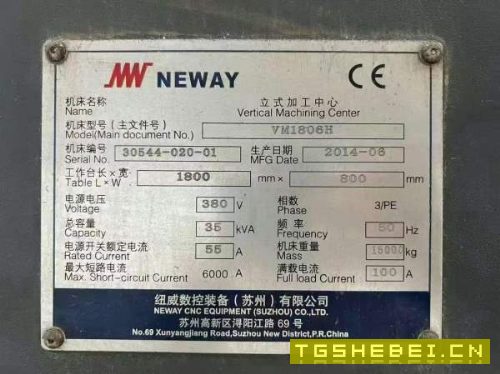 NEWAY CE
机床名称 立式加工中心
Name Vertical Machining Center
机床型号(主文件号) VM1806H
Model(Main document No.)
机床编号 30544-020-01 生产日期 2014-06
Serial No. MFG Date
工作台长×宽 1800 mm× 800 mm
Table L×W
电源电压 380 V 相数 3/PE
Voltage Phase
总容量 35 kVA 频率 50 Hz
Capacity Frequency
电源开关额定电流 55 A 机床重量 15000 kg
Rated Current Mass
最大短路电流 6000 A 满载电流 100 A
Max. Short-circuit Current Full load Current
纽威数控装备(苏州)有限公司
NEWAY CNC EQUIPMENT (SUZHOU) CO.,LTD.
苏州高新区浔阳江路 69 号
No.69 Xunyangjiang Road,Suzhou New District,P.R.China
TGSHEBEI.CN